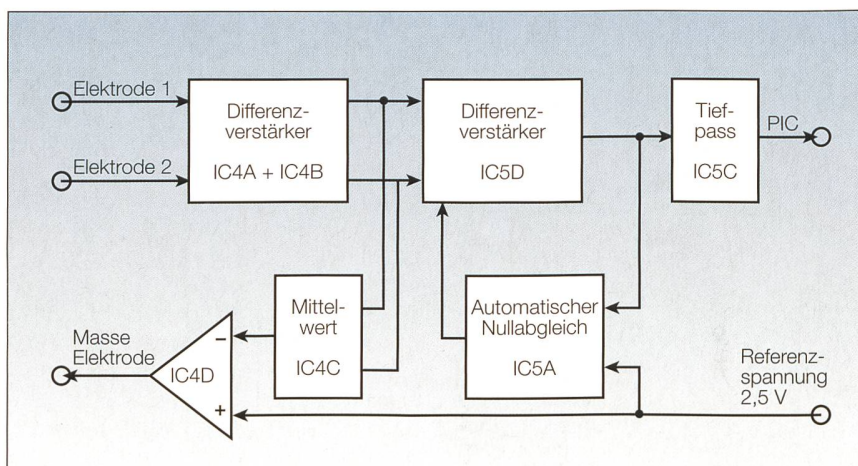 Elektrode 1
Elektrode 2
Differenz-
verstärker
IC4A + IC4B
Differenz-
verstärker
IC5D
Tief-
pass
IC5C
PIC
Masse
Elektrode
IC4D
−
+
Mittel-
wert
IC4C
Automatischer
Nullabgleich
IC5A
Referenz-
spannung
2,5 V